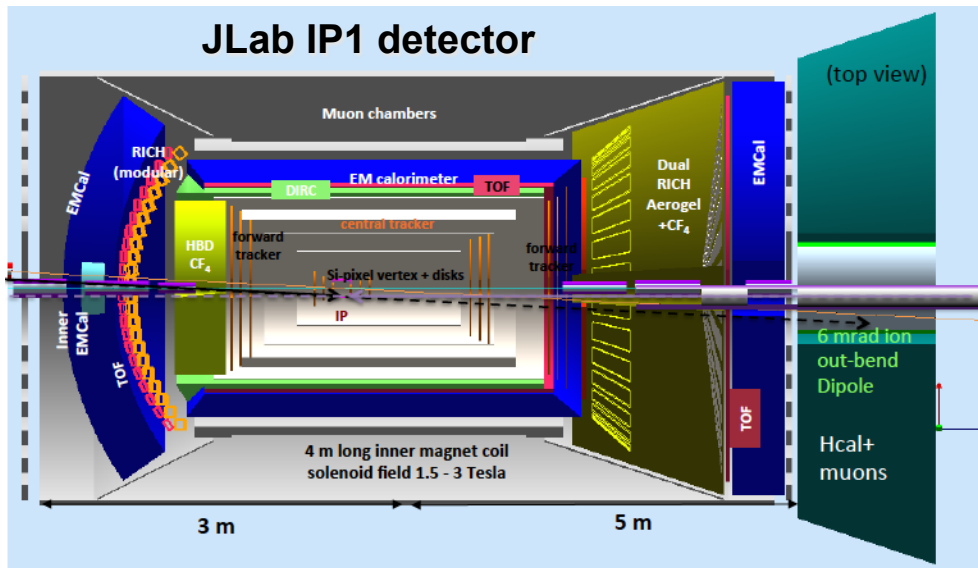 JLab IP1 detector
(top view)
Muon chambers
RICH
(modular)
EMCal
EM calorimeter
DIRC
TOF
Dual
RICH
Aerogel
+CF4
EMCal
HBD
CF4
forward
tracker
central tracker
forward
tracker
Si-pixel vertex + disks
IP
Inner
EMCal
TOF
6 mrad ion
out-bend
Dipole
TOF
Hcal+
muons
4 m long inner magnet coil
solenoid field 1.5 - 3 Tesla
3 m
5 m